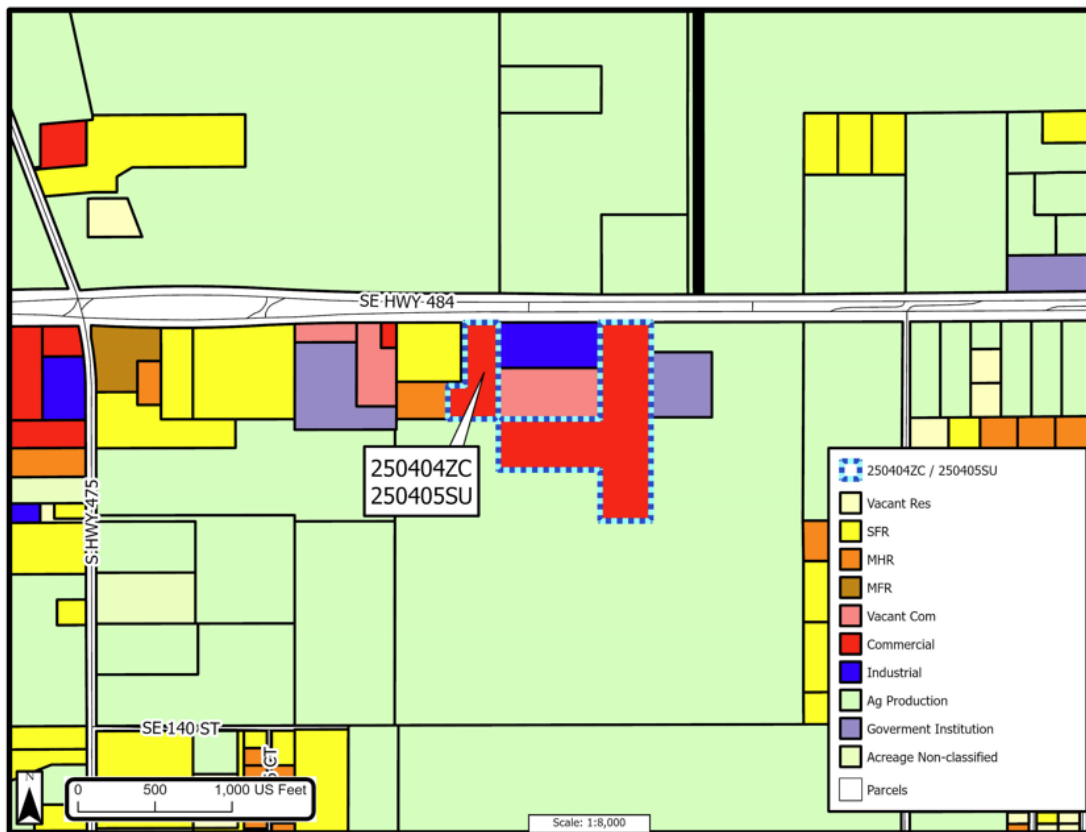 SE HWY 484
250404ZC
250405SU
S HWY 475
SE 140 ST
S CT
N
0 500 1,000 US Feet
Scale: 1:8,000
250404ZC / 250405SU
Vacant Res
SFR
MHR
MFR
Vacant Com
Commercial
Industrial
Ag Production
Goverment Institution
Acreage Non-classified
Parcels